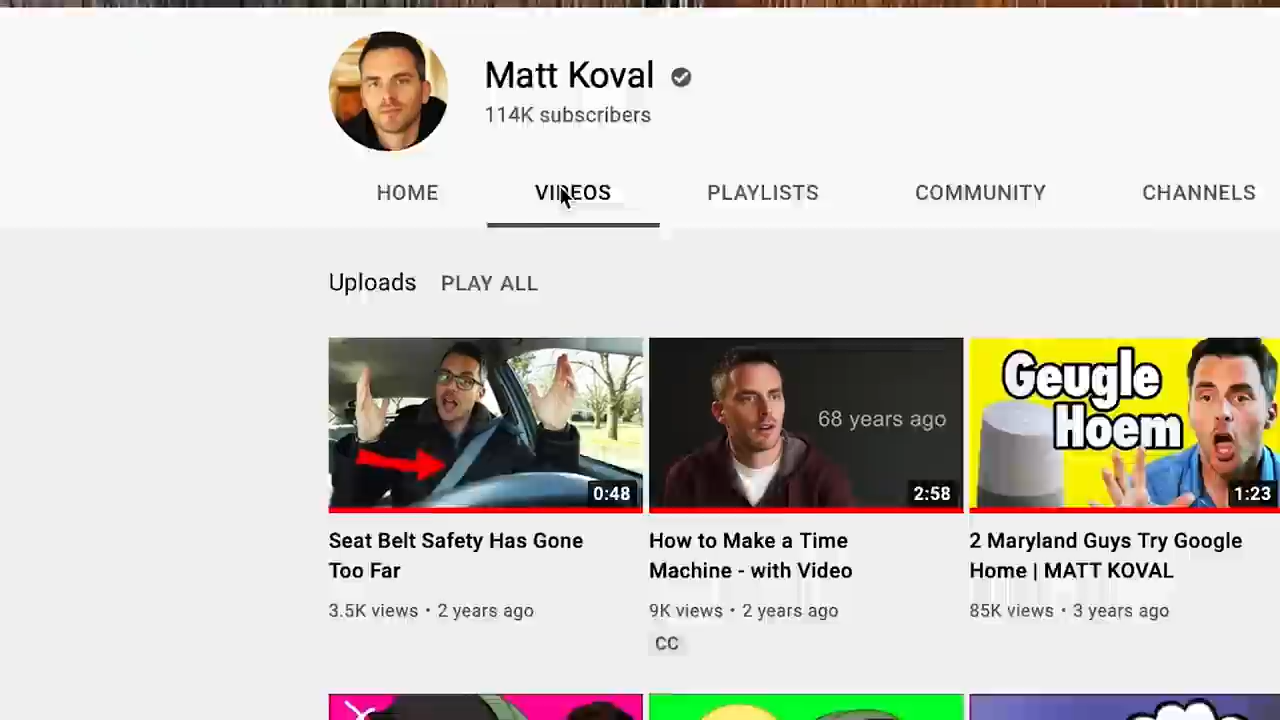 Matt Koval
114K subscribers
HOME
VIDEOS
PLAYLISTS
COMMUNITY
CHANNELS
Uploads
PLAY ALL
68 years ago
Geugle
Hoem
0:48
2:58
1:23
Seat Belt Safety Has Gone
Too Far
How to Make a Time
Machine - with Video
2 Maryland Guys Try Google
Home | MATT KOVAL
3.5K views • 2 years ago
9K views • 2 years ago
85K views • 3 years ago
CC